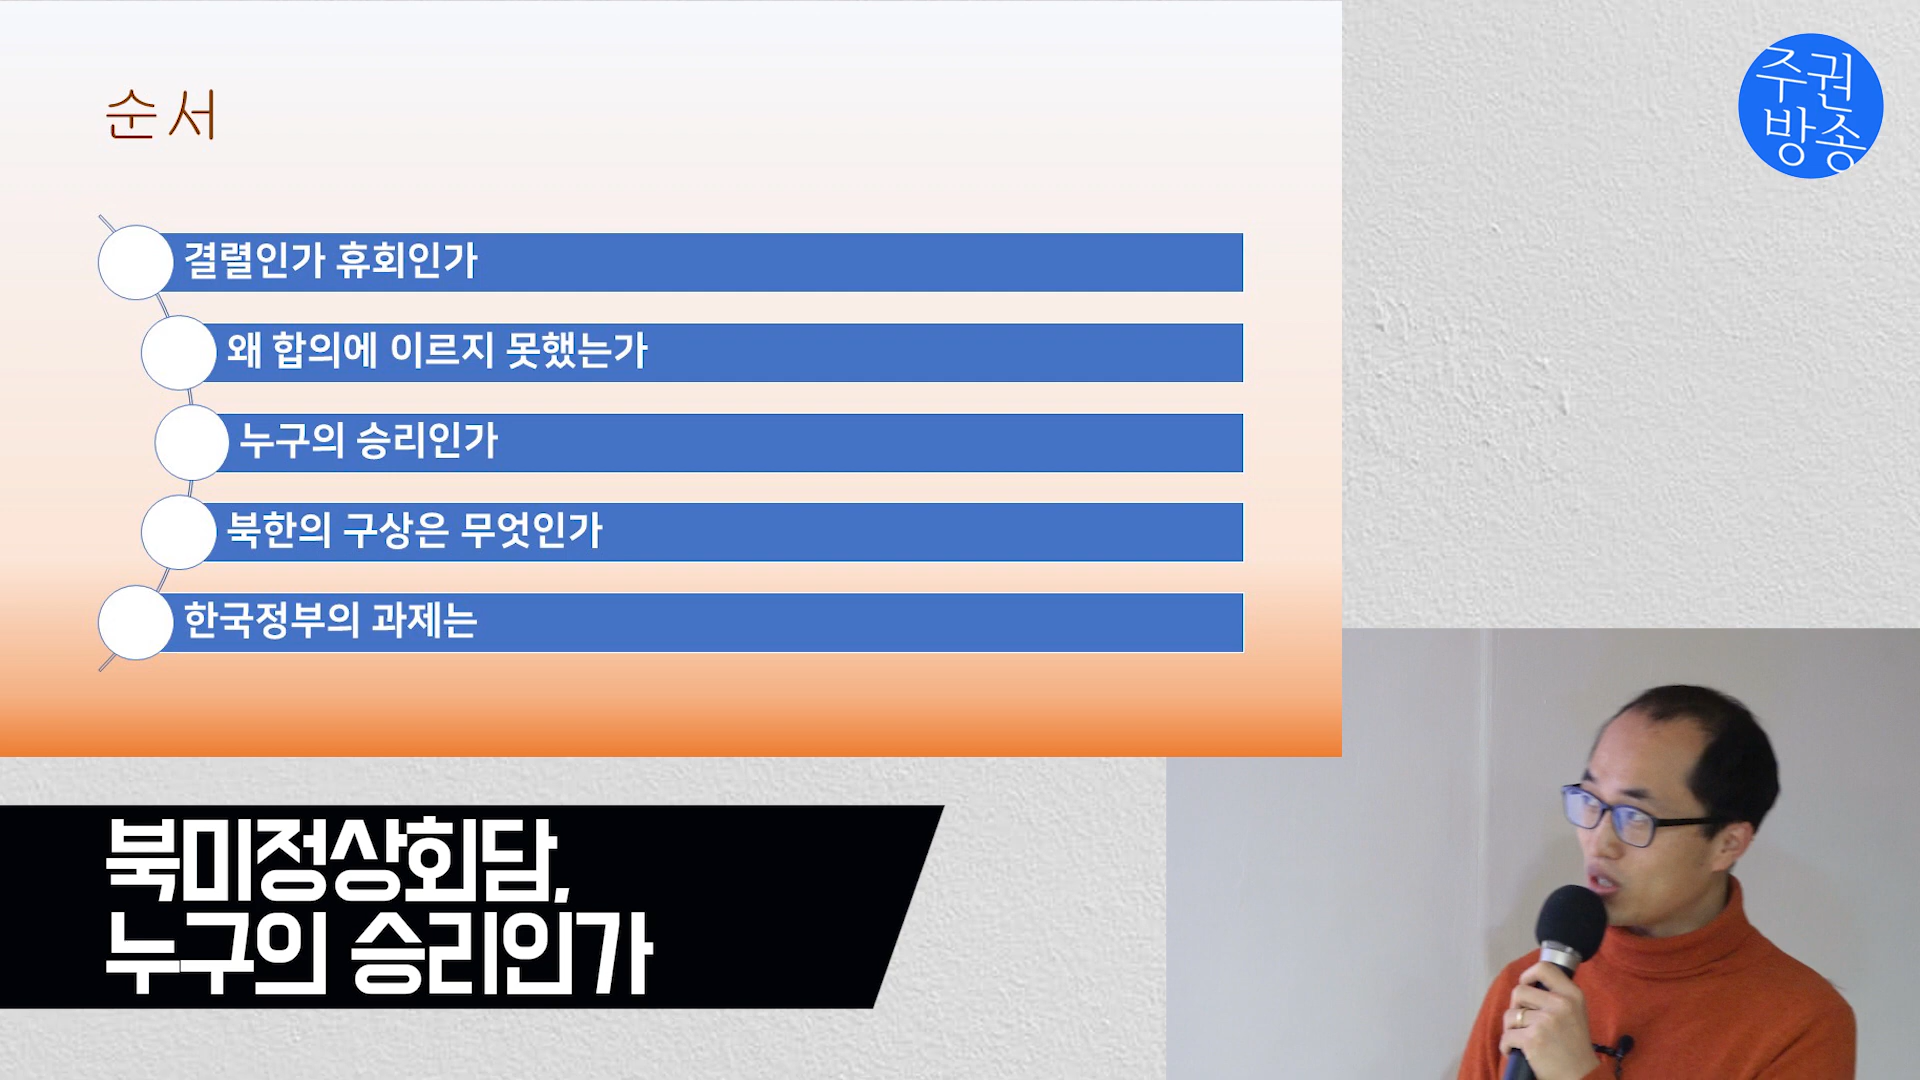 순서
결렬인가 휴회인가
왜 합의에 이르지 못했는가
누구의 승리인가
북한의 구상은 무엇인가
한국정부의 과제는
주권
방송
북미정상회담,
누구의 승리인가